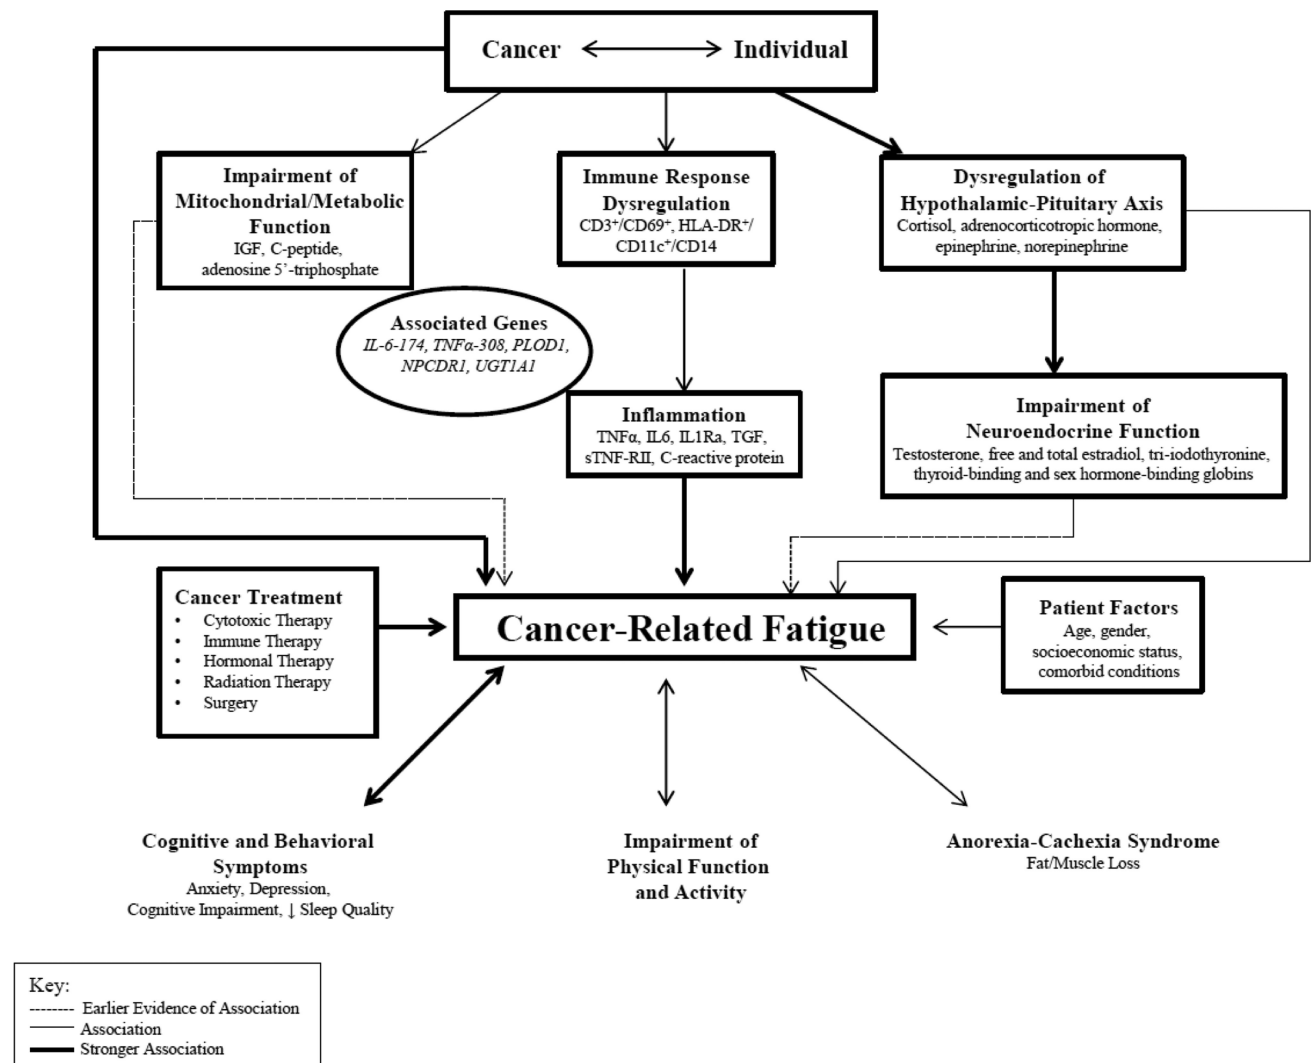 Cancer Individual
Impairment of
Mitochondrial/Metabolic
Function
IGF, C-peptide,
adenosine 5’-triphosphate
Immune Response
Dysregulation
CD3⁺/CD69⁺, HLA-DR⁺/
CD11c⁺/CD14
Dysregulation of
Hypothalamic-Pituitary Axis
Cortisol, adrenocorticotropic hormone,
epinephrine, norepinephrine
Associated Genes
IL-6-174, TNFα-308, PLOD1,
NPCDR1, UGT1A1
Inflammation
TNFα, IL6, IL1Ra, TGF,
sTNF-RII, C-reactive protein
Impairment of
Neuroendocrine Function
Testosterone, free and total estradiol, tri-iodothyronine,
thyroid-binding and sex hormone-binding globins
Cancer Treatment
• Cytotoxic Therapy
• Immune Therapy
• Hormonal Therapy
• Radiation Therapy
• Surgery
Cancer-Related Fatigue
Patient Factors
Age, gender,
socioeconomic status,
comorbid conditions
Cognitive and Behavioral
Symptoms
Anxiety, Depression,
Cognitive Impairment, ↓ Sleep Quality
Impairment of
Physical Function
and Activity
Anorexia-Cachexia Syndrome
Fat/Muscle Loss
Key:
Earlier Evidence of Association
Association
Stronger Association